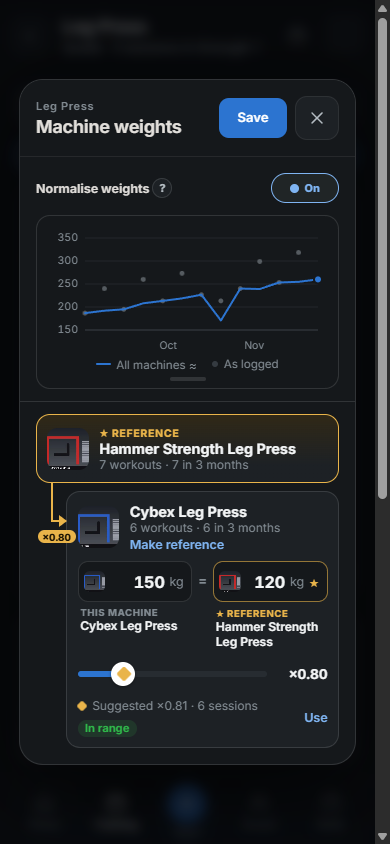 Leg Press
Machine weights
Save
Normalise weights ?
On
350
300
250
200
150
Oct Nov
All machines ≈ As logged
★ REFERENCE
Hammer Strength Leg Press
7 workouts · 7 in 3 months
×0.80
Cybex Leg Press
6 workouts · 6 in 3 months
Make reference
150 kg = 120 kg ★
THIS MACHINE
Cybex Leg Press
★ REFERENCE
Hammer Strength
Leg Press
×0.80
Suggested ×0.81 · 6 sessions
In range
Use